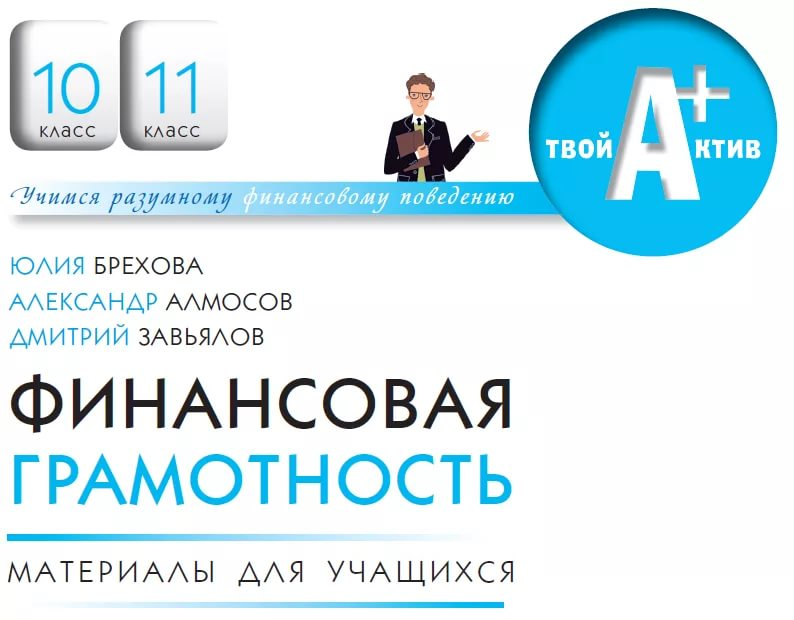 10
класс
11
класс
ТВОЙ А+КТИВ
Учимся разумному финансовому поведению
ЮЛИЯ БРЕХОВА
АЛЕКСАНДР АЛМОСОВ
ДМИТРИЙ ЗАВЬЯЛОВ
ФИНАНСОВАЯ
ГРАМОТНОСТЬ
МАТЕРИАЛЫ ДЛЯ УЧАЩИХСЯ